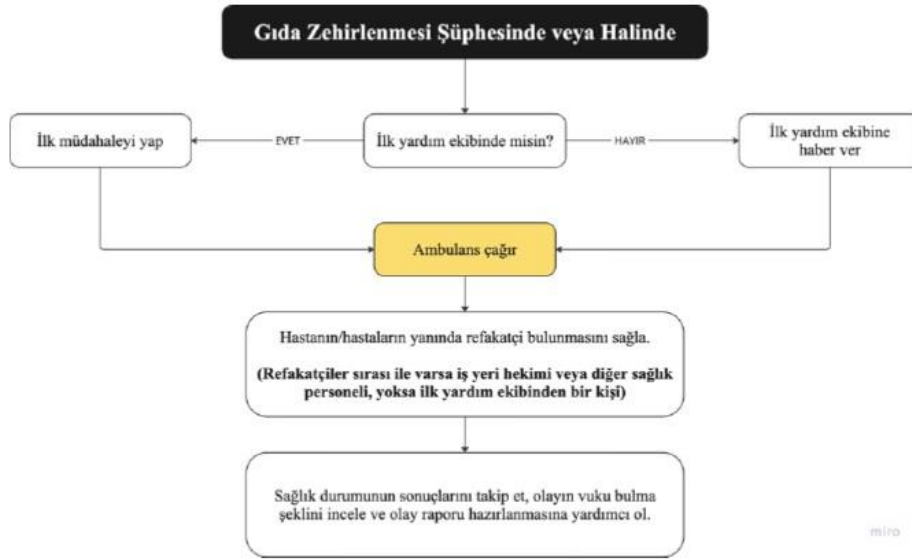 Gıda Zehirlenmesi Şüphesinde veya Halinde
İlk müdahaleyi yap
EVET
İlk yardım ekibinde misin?
HAYIR
İlk yardım ekibine
haber ver
Ambulans çağır
Hastanın/hastaların yanında refakatçi bulunmasını sağla.
(Refakatçiler sırası ile varsa iş yeri hekimi veya diğer sağlık
personeli, yoksa ilk yardım ekibinden bir kişi)
Sağlık durumunun sonuçlarını takip et, olayın vuku bulma
şeklini incele ve olay raporu hazırlanmasına yardımcı ol.
miro